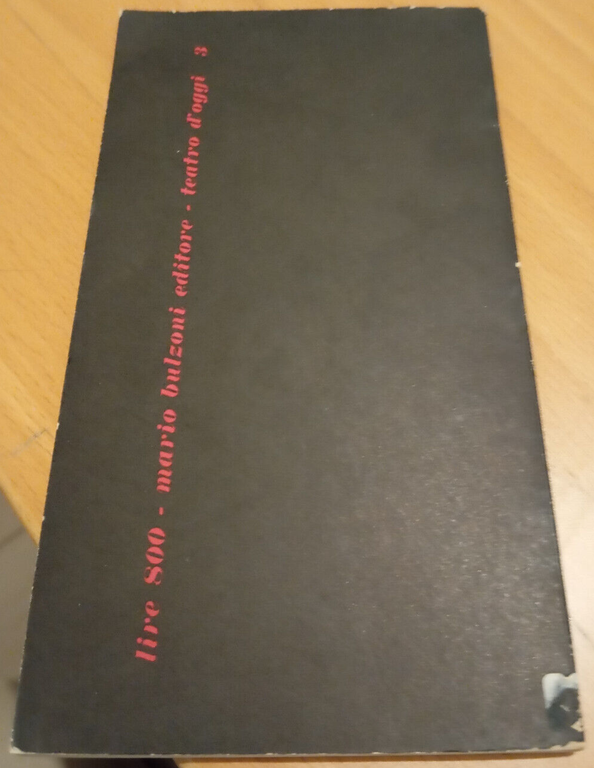 lire 800 - mario bulzoni editore - teatro d'oggi 3